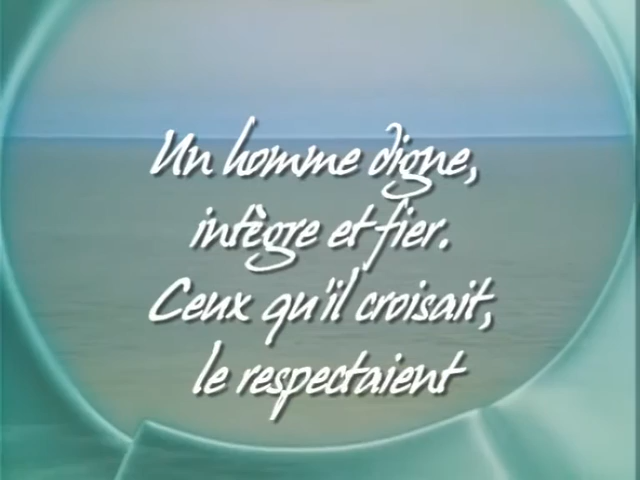 Un homme digne,
intègre et fier.
Ceux qu'il croisait,
le respectaient